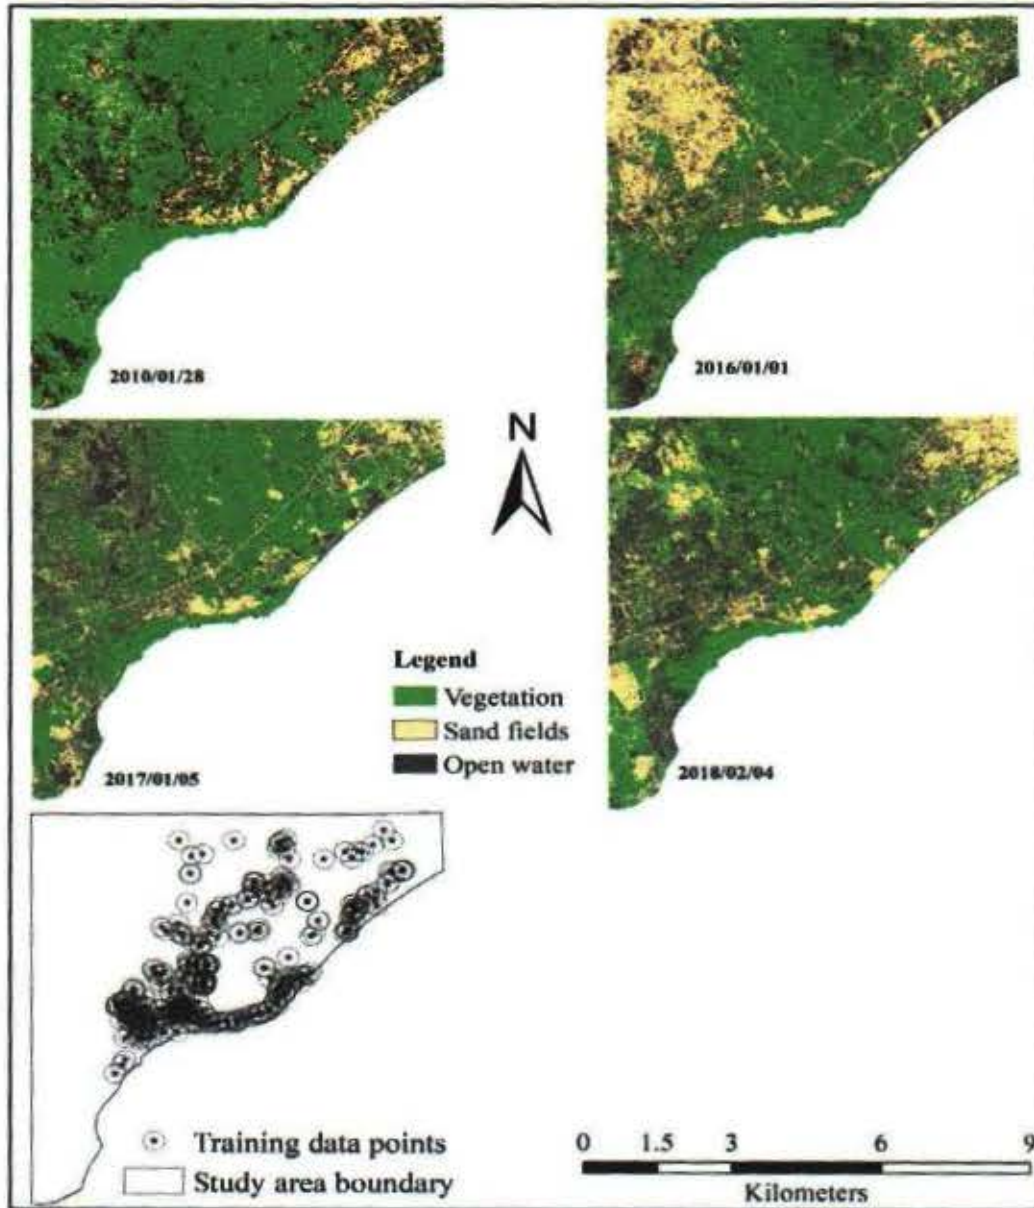 2010/01/28
2016/01/01
N
Legend
Vegetation
Sand fields
Open water
2017/01/05
2018/02/04
Training data points
Study area boundary
0 1.5 3 6 9
Kilometers